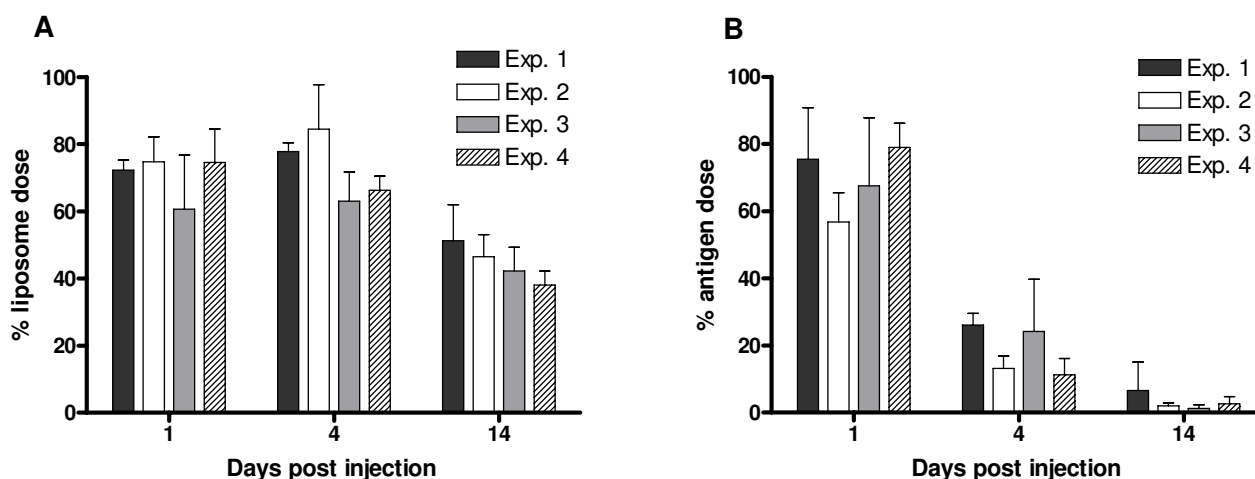 A
Exp. 1
Exp. 2
Exp. 3
Exp. 4
% liposome dose
100
80
60
40
20
0
1 4 14
Days post injection
B
Exp. 1
Exp. 2
Exp. 3
Exp. 4
% antigen dose
100
80
60
40
20
0
1 4 14
Days post injection